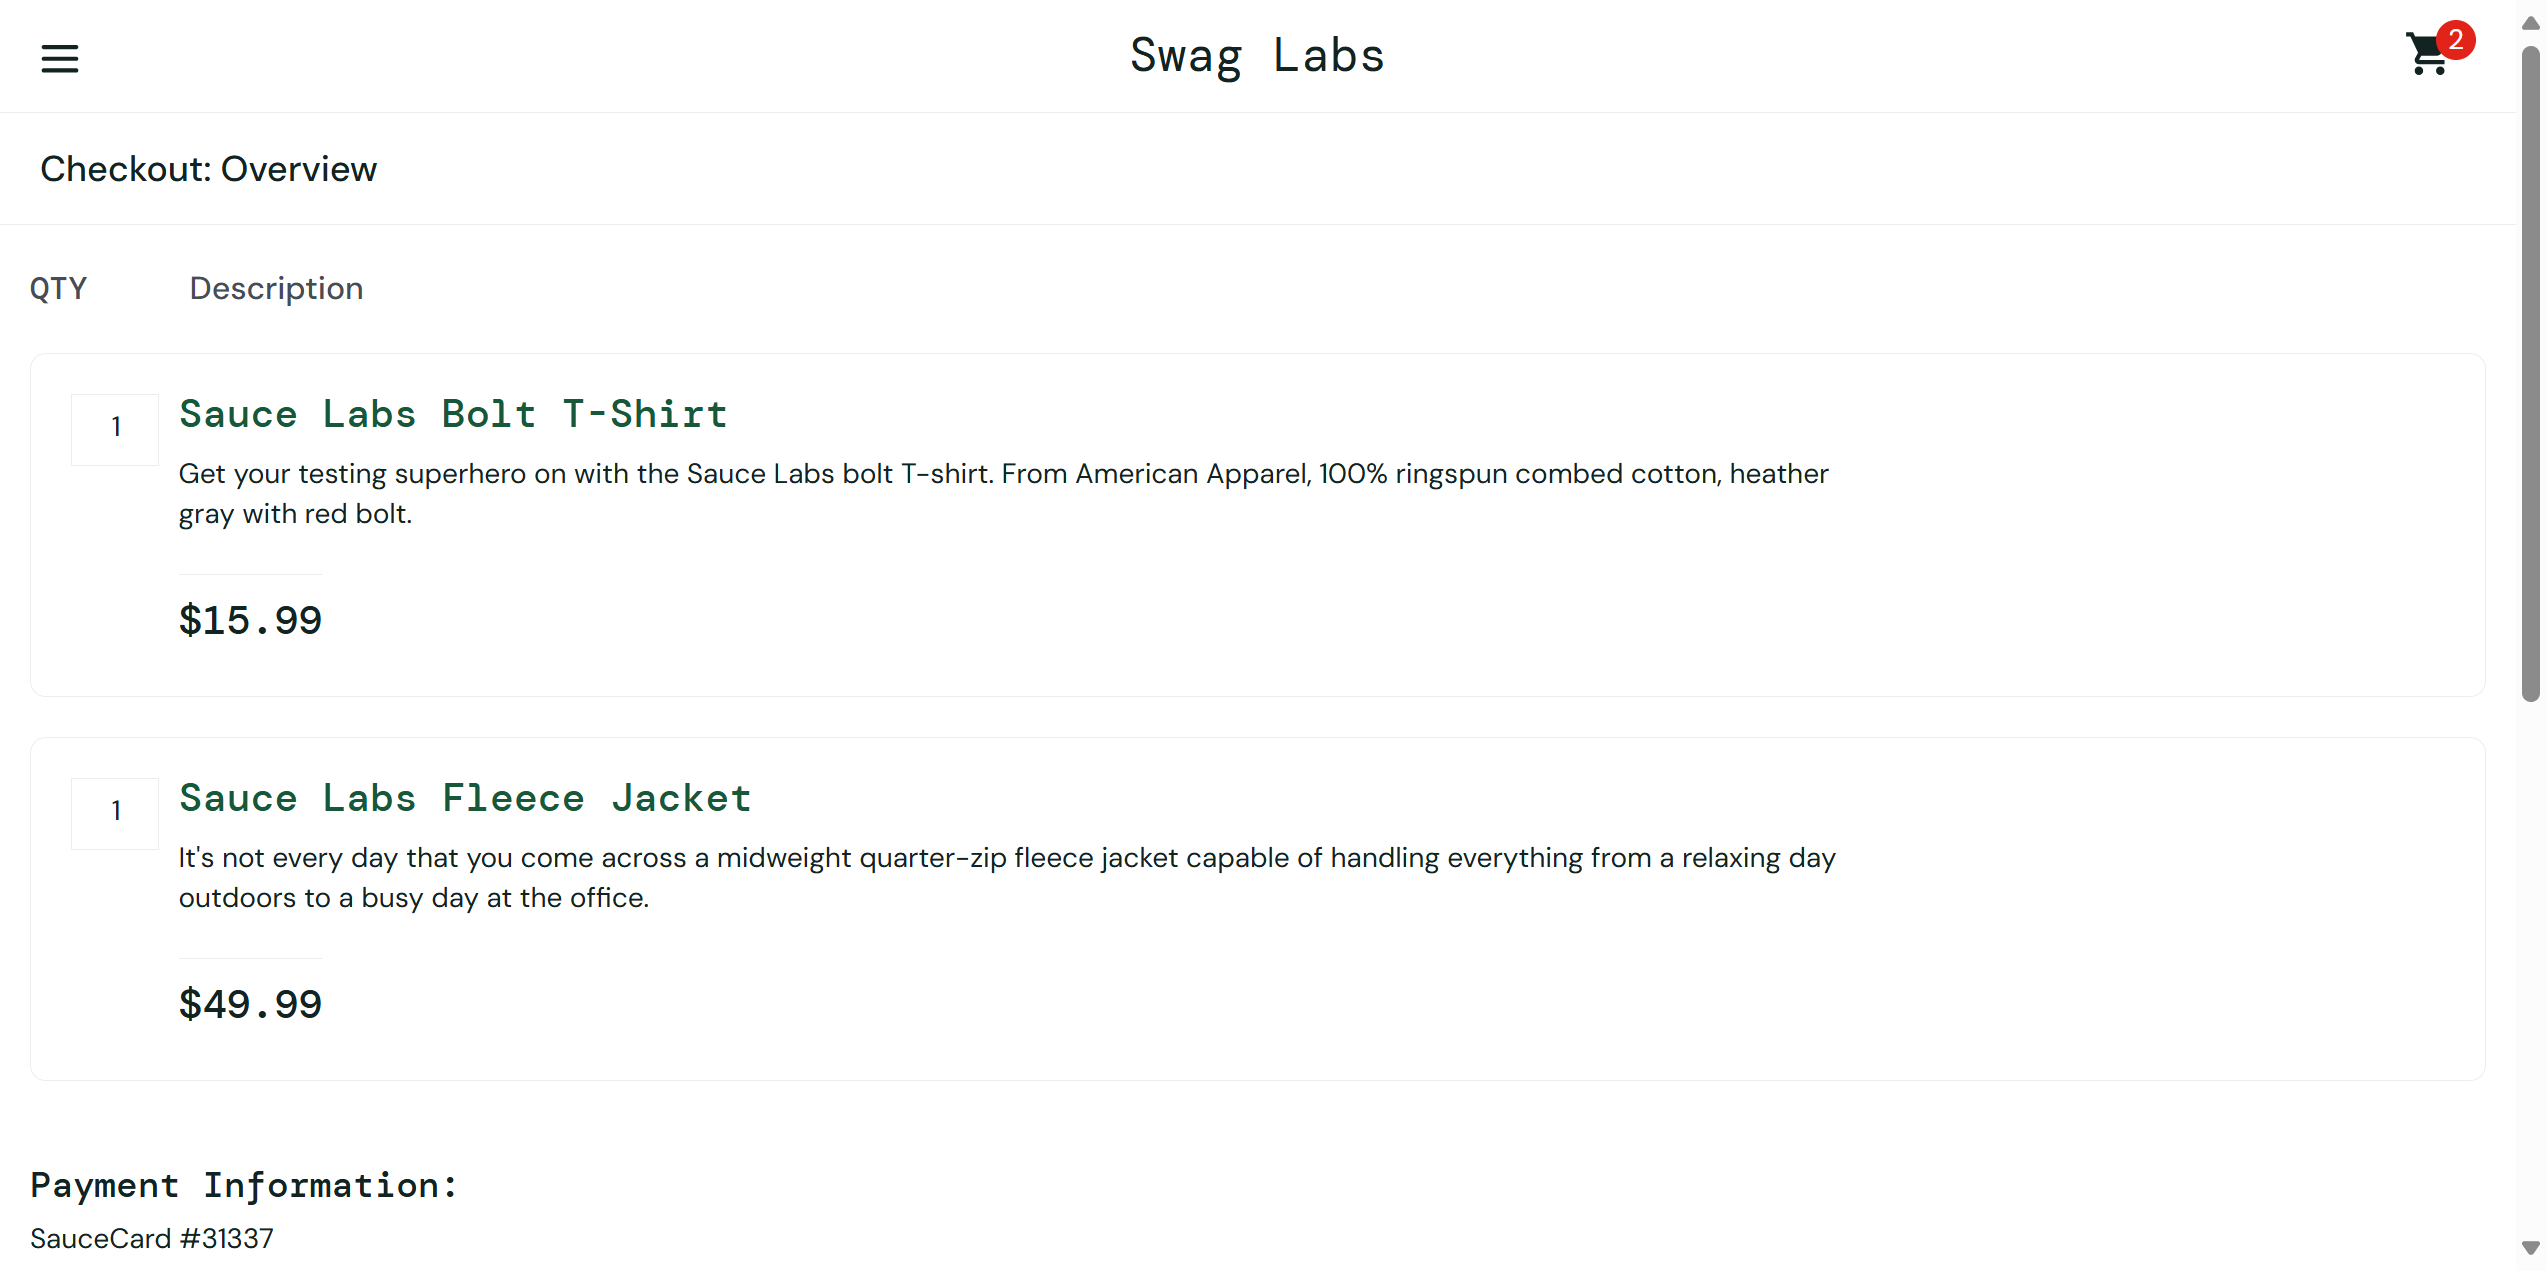 Swag Labs
2
Checkout: Overview
QTY Description
1
Sauce Labs Bolt T-Shirt
Get your testing superhero on with the Sauce Labs bolt T-shirt. From American Apparel, 100% ringspun combed cotton, heather
gray with red bolt.
$15.99
1
Sauce Labs Fleece Jacket
It's not every day that you come across a midweight quarter-zip fleece jacket capable of handling everything from a relaxing day
outdoors to a busy day at the office.
$49.99
Payment Information:
SauceCard #31337